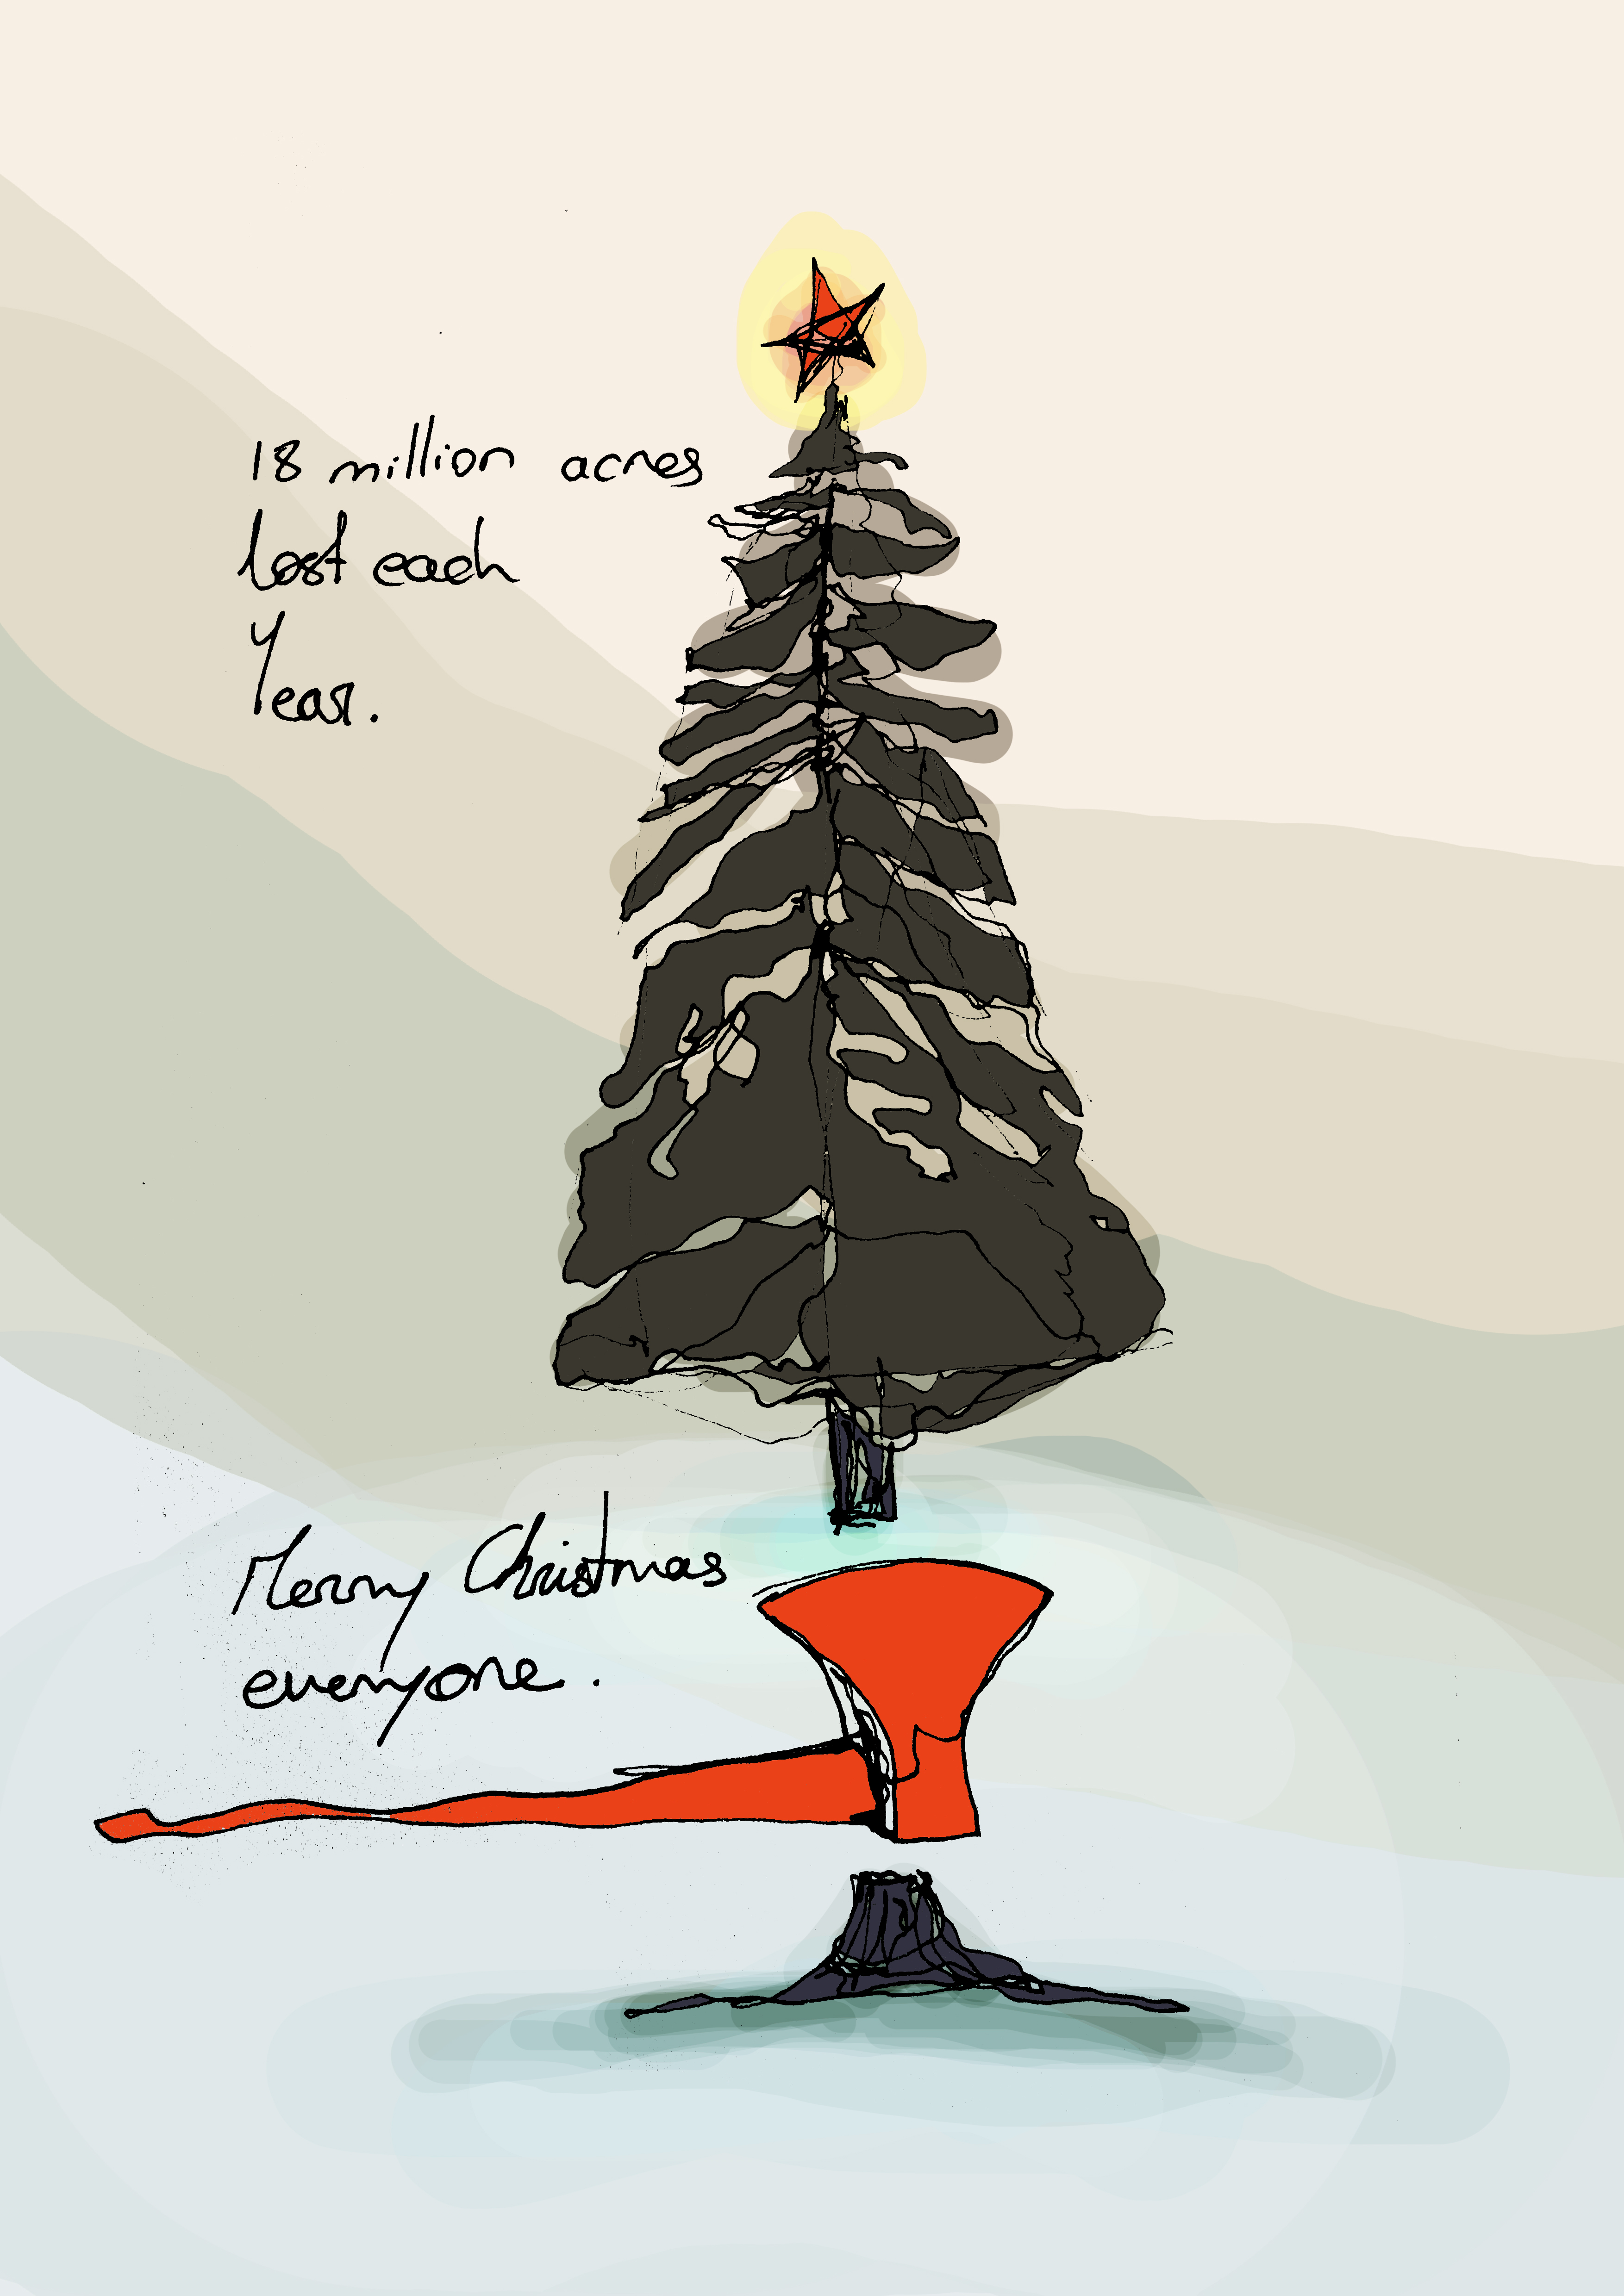 18 million acres
lost each
Year.
Merry Christmas
everyone.